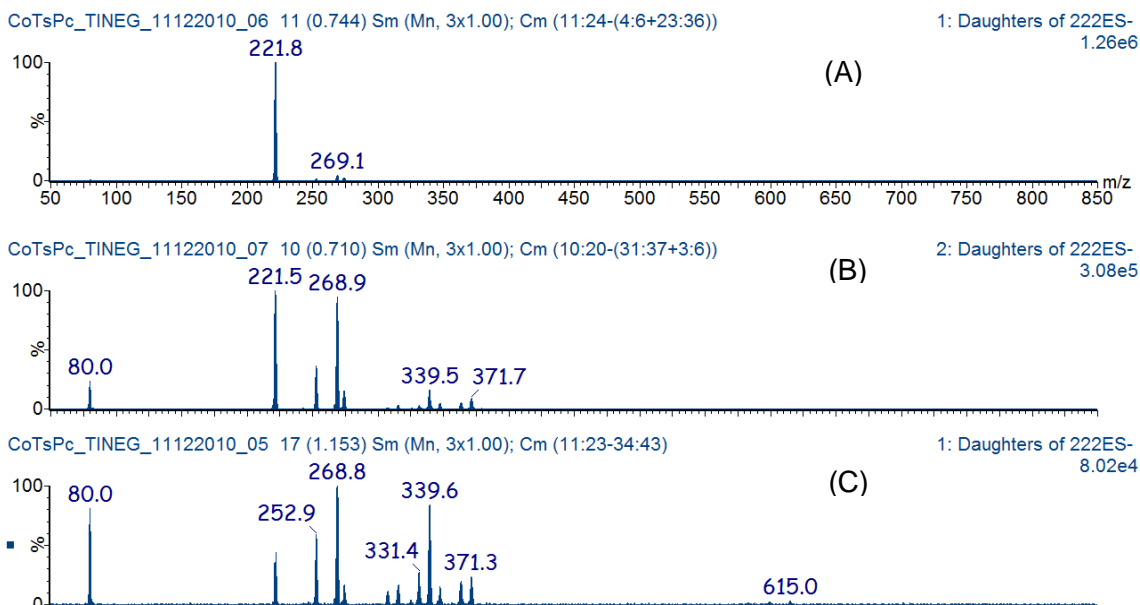 CoTsPc_TINEG_11122010_06 11 (0.744) Sm (Mn, 3x1.00); Cm (11:24-(4:6+23:36))
1: Daughters of 222ES-
1.26e6
(A)
221.8
100
%
269.1
0
50 100 150 200 250 300 350 400 450 500 550 600 650 700 750 800 850 m/z
CoTsPc_TINEG_11122010_07 10 (0.710) Sm (Mn, 3x1.00); Cm (10:20-(31:37+3:6))
2: Daughters of 222ES-
3.08e5
(B)
221.5 268.9
100
%
80.0
339.5 371.7
0
CoTsPc_TINEG_11122010_05 17 (1.153) Sm (Mn, 3x1.00); Cm (11:23-34:43)
1: Daughters of 222ES-
8.02e4
(C)
268.8
100
80.0
339.6
252.9
%
331.4
371.3
615.0
0